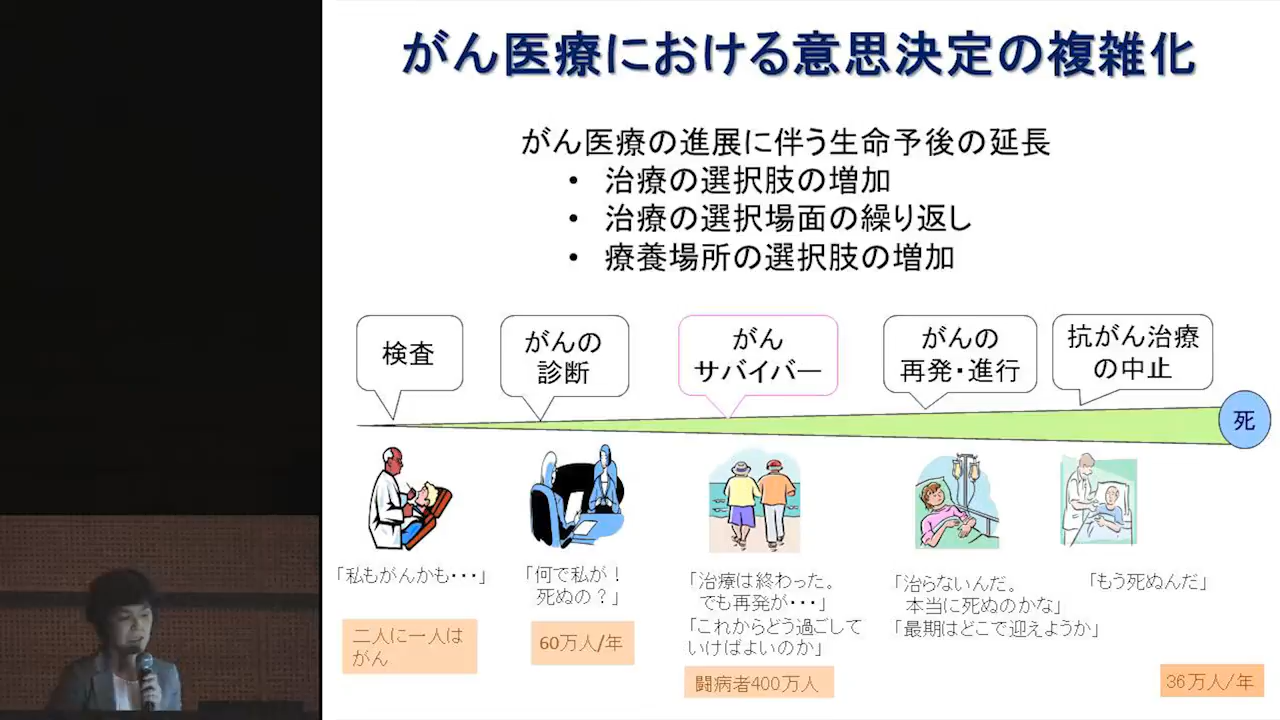 がん医療における意思決定の複雑化
がん医療の進展に伴う生命予後の延長
• 治療の選択肢の増加
• 治療の選択場面の繰り返し
• 療養場所の選択肢の増加
検査
がんの
診断
がん
サバイバー
がんの
再発・進行
抗がん治療
の中止
死
「私もがんかも・・・」
「何で私が！
死ぬの？」
「治療は終わった。
でも再発が・・・」
「これからどう過ごして
いけばよいのか」
「治らないんだ。
本当に死ぬのかな」
「最期はどこで迎えようか」
「もう死ぬんだ」
二人に一人は
がん
60万人/年
闘病者400万人
36万人/年